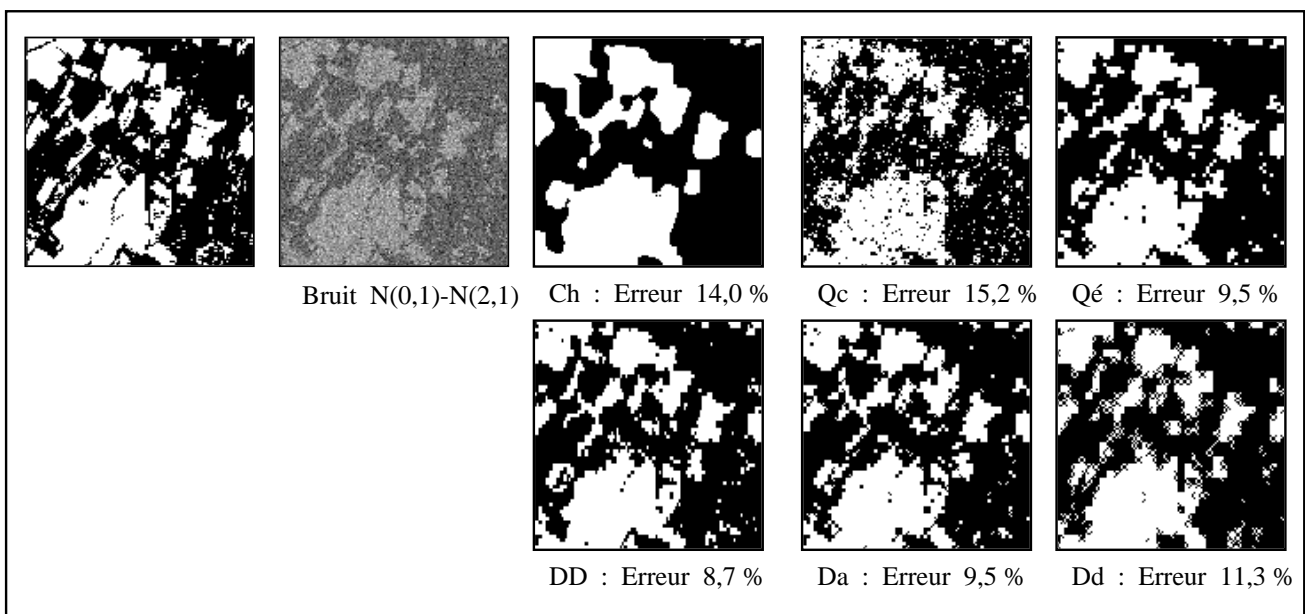 Bruit N(0,1)-N(2,1)
Ch : Erreur 14,0 %
Qc : Erreur 15,2 %
Qé : Erreur 9,5 %
DD : Erreur 8,7 %
Da : Erreur 9,5 %
Dd : Erreur 11,3 %